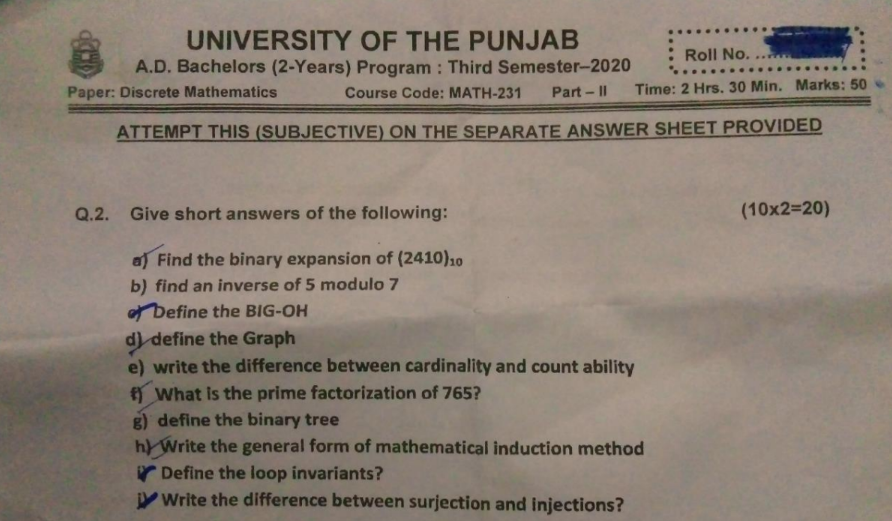 UNIVERSITY OF THE PUNJAB
A.D. Bachelors (2-Years) Program : Third Semester–2020
Roll No. ......
Paper: Discrete Mathematics Course Code: MATH-231 Part – II Time: 2 Hrs. 30 Min. Marks: 50
ATTEMPT THIS (SUBJECTIVE) ON THE SEPARATE ANSWER SHEET PROVIDED
Q.2. Give short answers of the following: (10x2=20)
a) Find the binary expansion of (2410)₁₀
b) find an inverse of 5 modulo 7
c) Define the BIG-OH
d) define the Graph
e) write the difference between cardinality and count ability
f) What is the prime factorization of 765?
g) define the binary tree
h) Write the general form of mathematical induction method
i) Define the loop invariants?
j) Write the difference between surjection and injections?